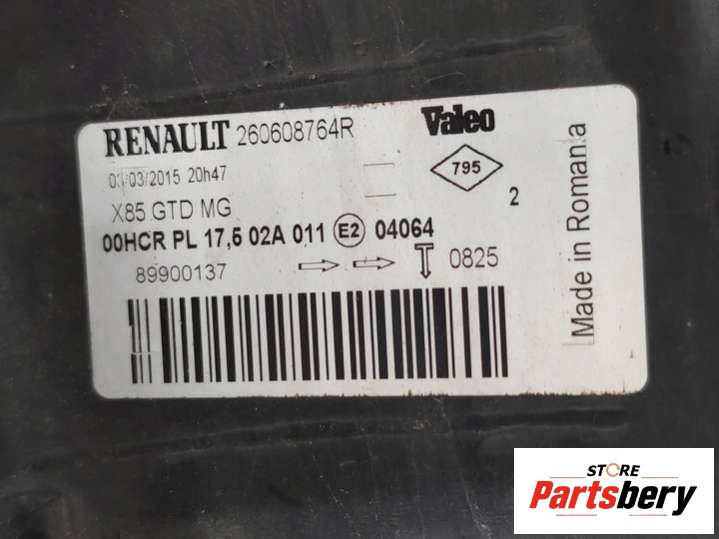 RENAULT 260608764R Valeo
03/03/2015 20h47 795
X85 GTD MG 2
00HCR PL 17,5 02A 011 E2 04064
89900137 0825
Made in Romania
STORE
Partsbery